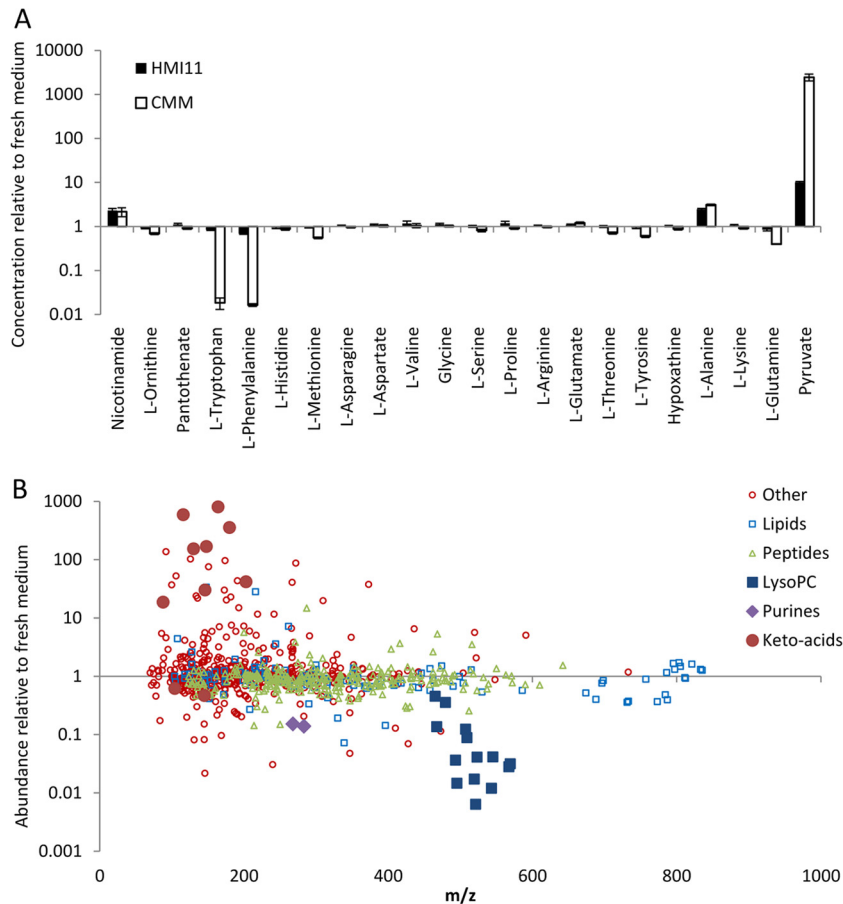 A
Concentration relative to fresh medium
10000
1000
100
10
1
0.1
0.01
HMI11
CMM
Nicotinamide
L-Ornithine
Pantothenate
L-Tryptophan
L-Phenylalanine
L-Histidine
L-Methionine
L-Asparagine
L-Aspartate
L-Valine
Glycine
L-Serine
L-Proline
L-Arginine
L-Glutamate
L-Threonine
L-Tyrosine
Hypoxathine
L-Alanine
L-Lysine
L-Glutamine
Pyruvate
B
Abundance relative to fresh medium
1000
100
10
1
0.1
0.01
0.001
Other
Lipids
Peptides
LysoPC
Purines
Keto-acids
0 200 400 600 800 1000
m/z